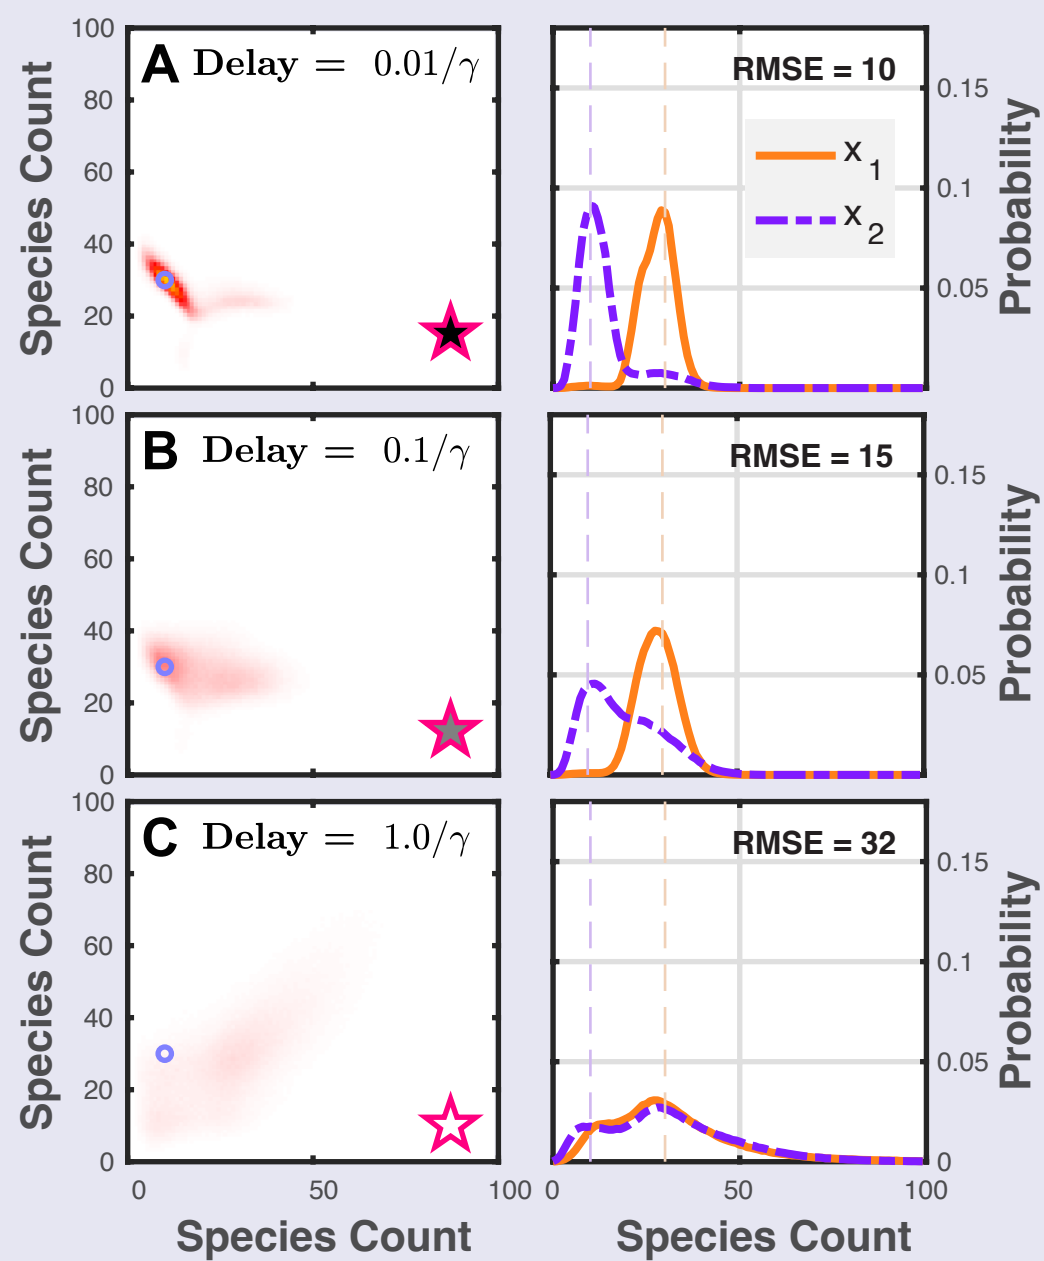 Species Count
100
80
60
40
20
0
A Delay = 0.01/γ
RMSE = 10
x1
x2
0.15
0.1
0.05
Probability
Species Count
100
80
60
40
20
0
B Delay = 0.1/γ
RMSE = 15
0.15
0.1
0.05
Probability
Species Count
100
80
60
40
20
0
C Delay = 1.0/γ
RMSE = 32
0.15
0.1
0.05
0
Probability
0 50 100
0 50 100
Species Count
Species Count